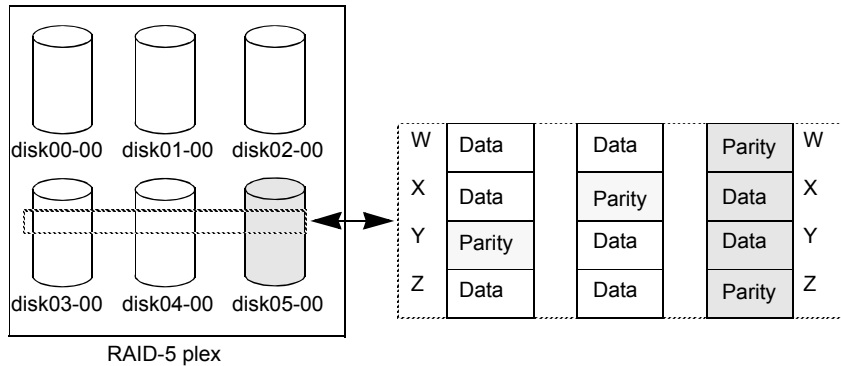 disk00-00 disk01-00 disk02-00
disk03-00 disk04-00 disk05-00
RAID-5 plex
W Data Data Parity W
X Data Parity Data X
Y Parity Data Data Y
Z Data Data Parity Z